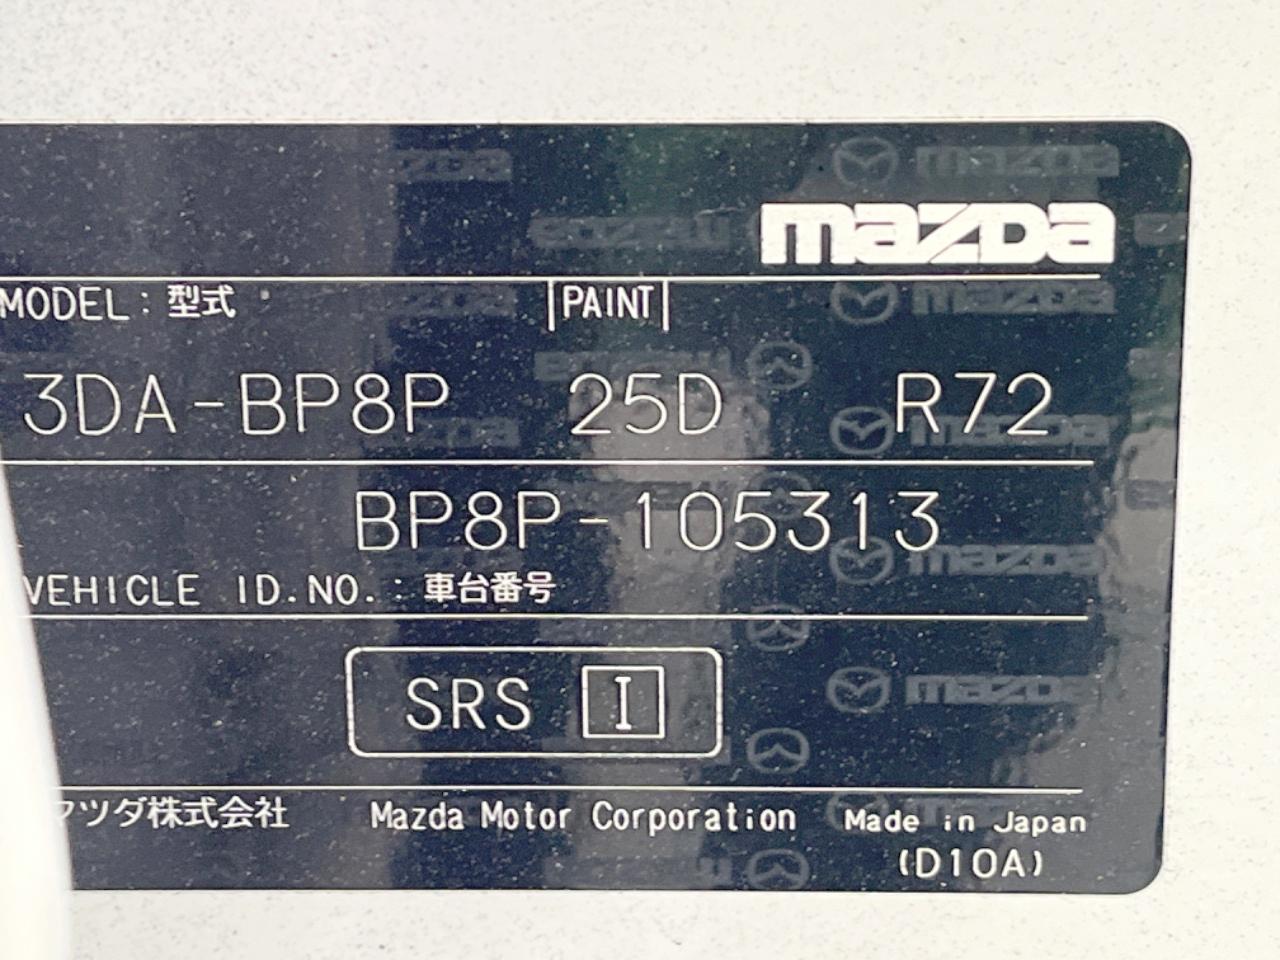 mazda
MODEL : 型式 PAINT
3DA-BP8P 25D R72
BP8P-105313
VEHICLE ID.NO. : 車台番号
SRS I
マツダ株式会社 Mazda Motor Corporation Made in Japan
(D10A)